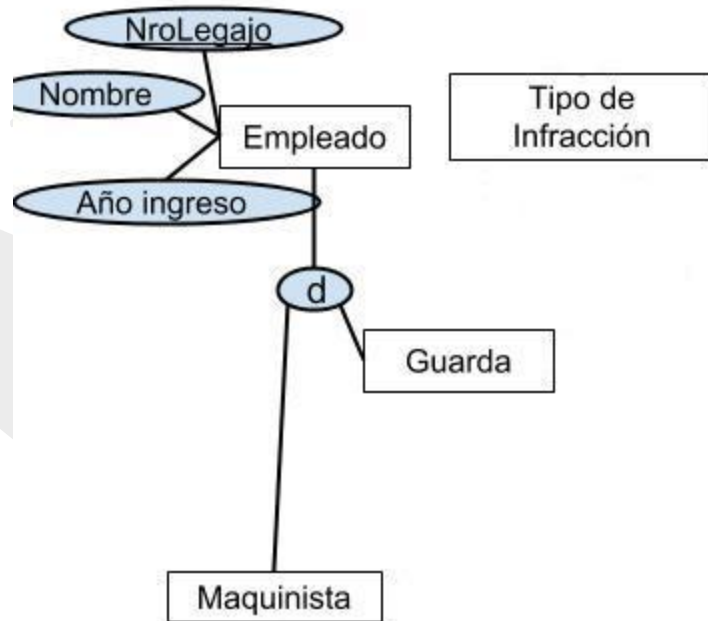 NroLegajo
Nombre
Empleado
Tipo de
Infracción
Año ingreso
d
Guarda
Maquinista